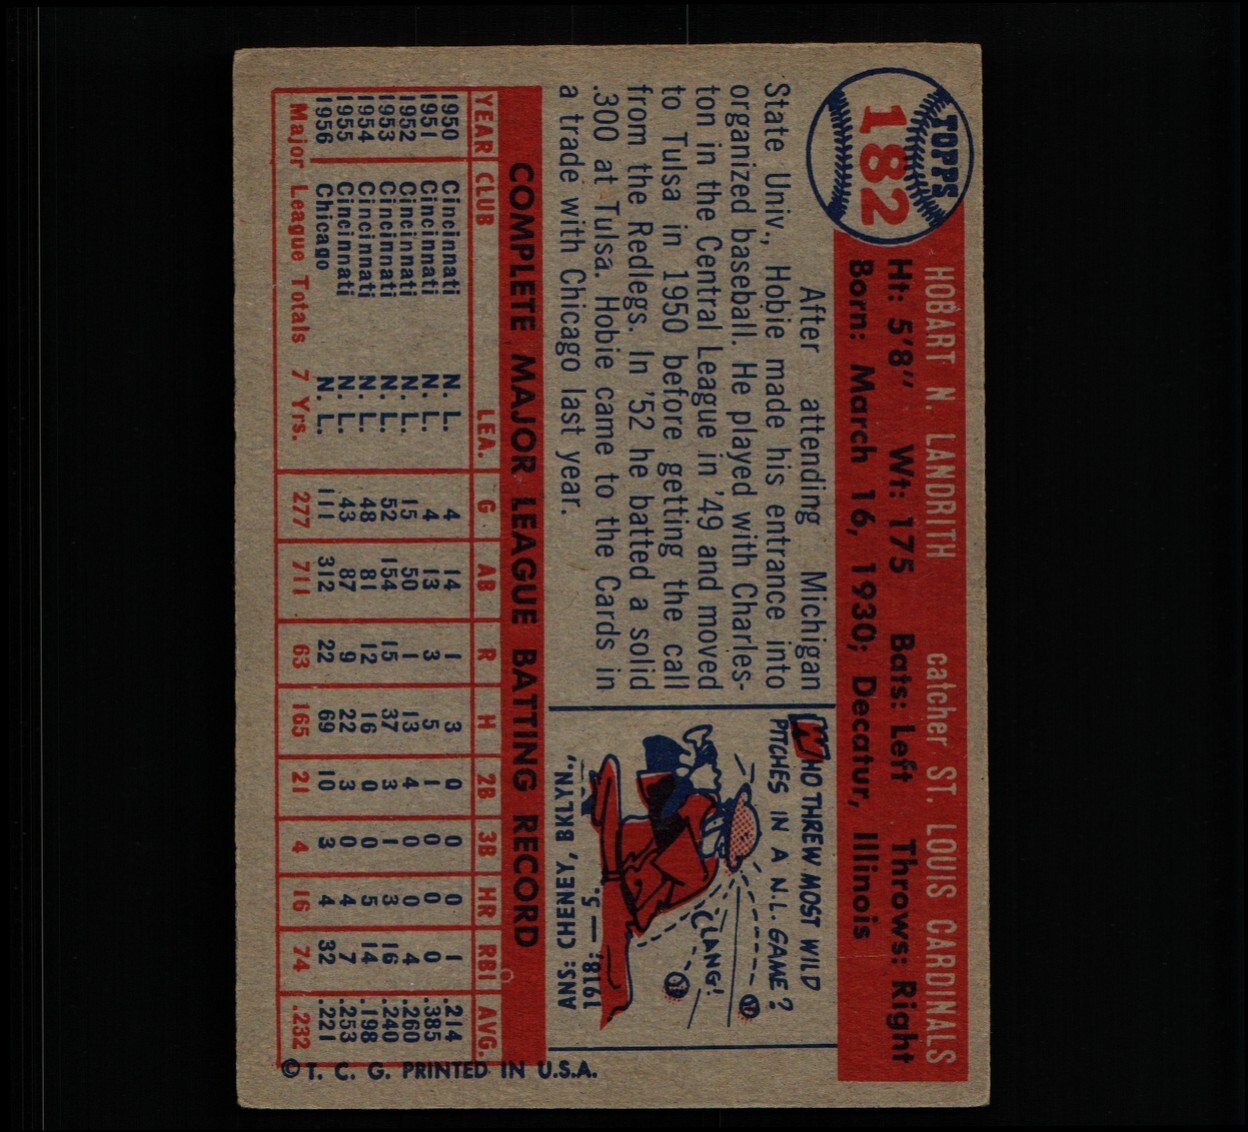 TOPPS
182
HOBART N. LANDRITH catcher ST. LOUIS CARDINALS
Ht: 5'8" Wt: 175 Bats: Left Throws: Right
Born: March 16, 1930; Decatur, Illinois
After attending Michigan
State Univ., Hobie made his entrance into
organized baseball. He played with Charles-
ton in the Central League in '49 and moved
to Tulsa in 1950 before getting the call
from the Redlegs. In '52 he batted a solid
.300 at Tulsa. Hobie came to the Cards in
a trade with Chicago last year.
WHO THREW MOST WILD
PITCHES IN A N.L. GAME?
CLANG!
ANS: CHENEY, BKLYN.,
1918; — 5.
COMPLETE MAJOR LEAGUE BATTING RECORD
YEAR CLUB LEA. G AB R H 2B 3B HR RBI AVG.
1950 Cincinnati N. L. 4 14 1 3 0 0 0 1 .214
1951 Cincinnati N. L. 4 13 3 5 1 0 0 0 .385
1952 Cincinnati N. L. 15 50 1 13 4 0 0 4 .260
1953 Cincinnati N. L. 52 154 15 37 3 1 3 16 .240
1954 Cincinnati N. L. 48 81 12 16 0 0 5 14 .198
1955 Cincinnati N. L. 43 87 9 22 3 0 4 7 .253
1956 Chicago N. L. 111 312 22 69 10 3 4 32 .221
Major League Totals 7 Yrs. 277 711 63 165 21 4 16 74 .232
© T. C. G. PRINTED IN U.S.A.